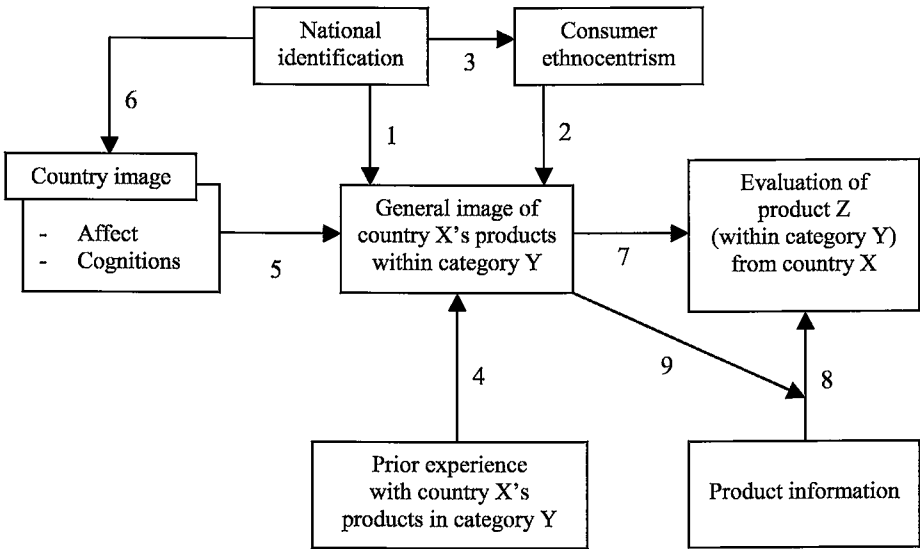 National
identification
3
Consumer
ethnocentrism
6
1
2
Country image
- Affect
- Cognitions
5
General image of
country X's products
within category Y
7
Evaluation of
product Z
(within category Y)
from country X
4
9
8
Prior experience
with country X's
products in category Y
Product information